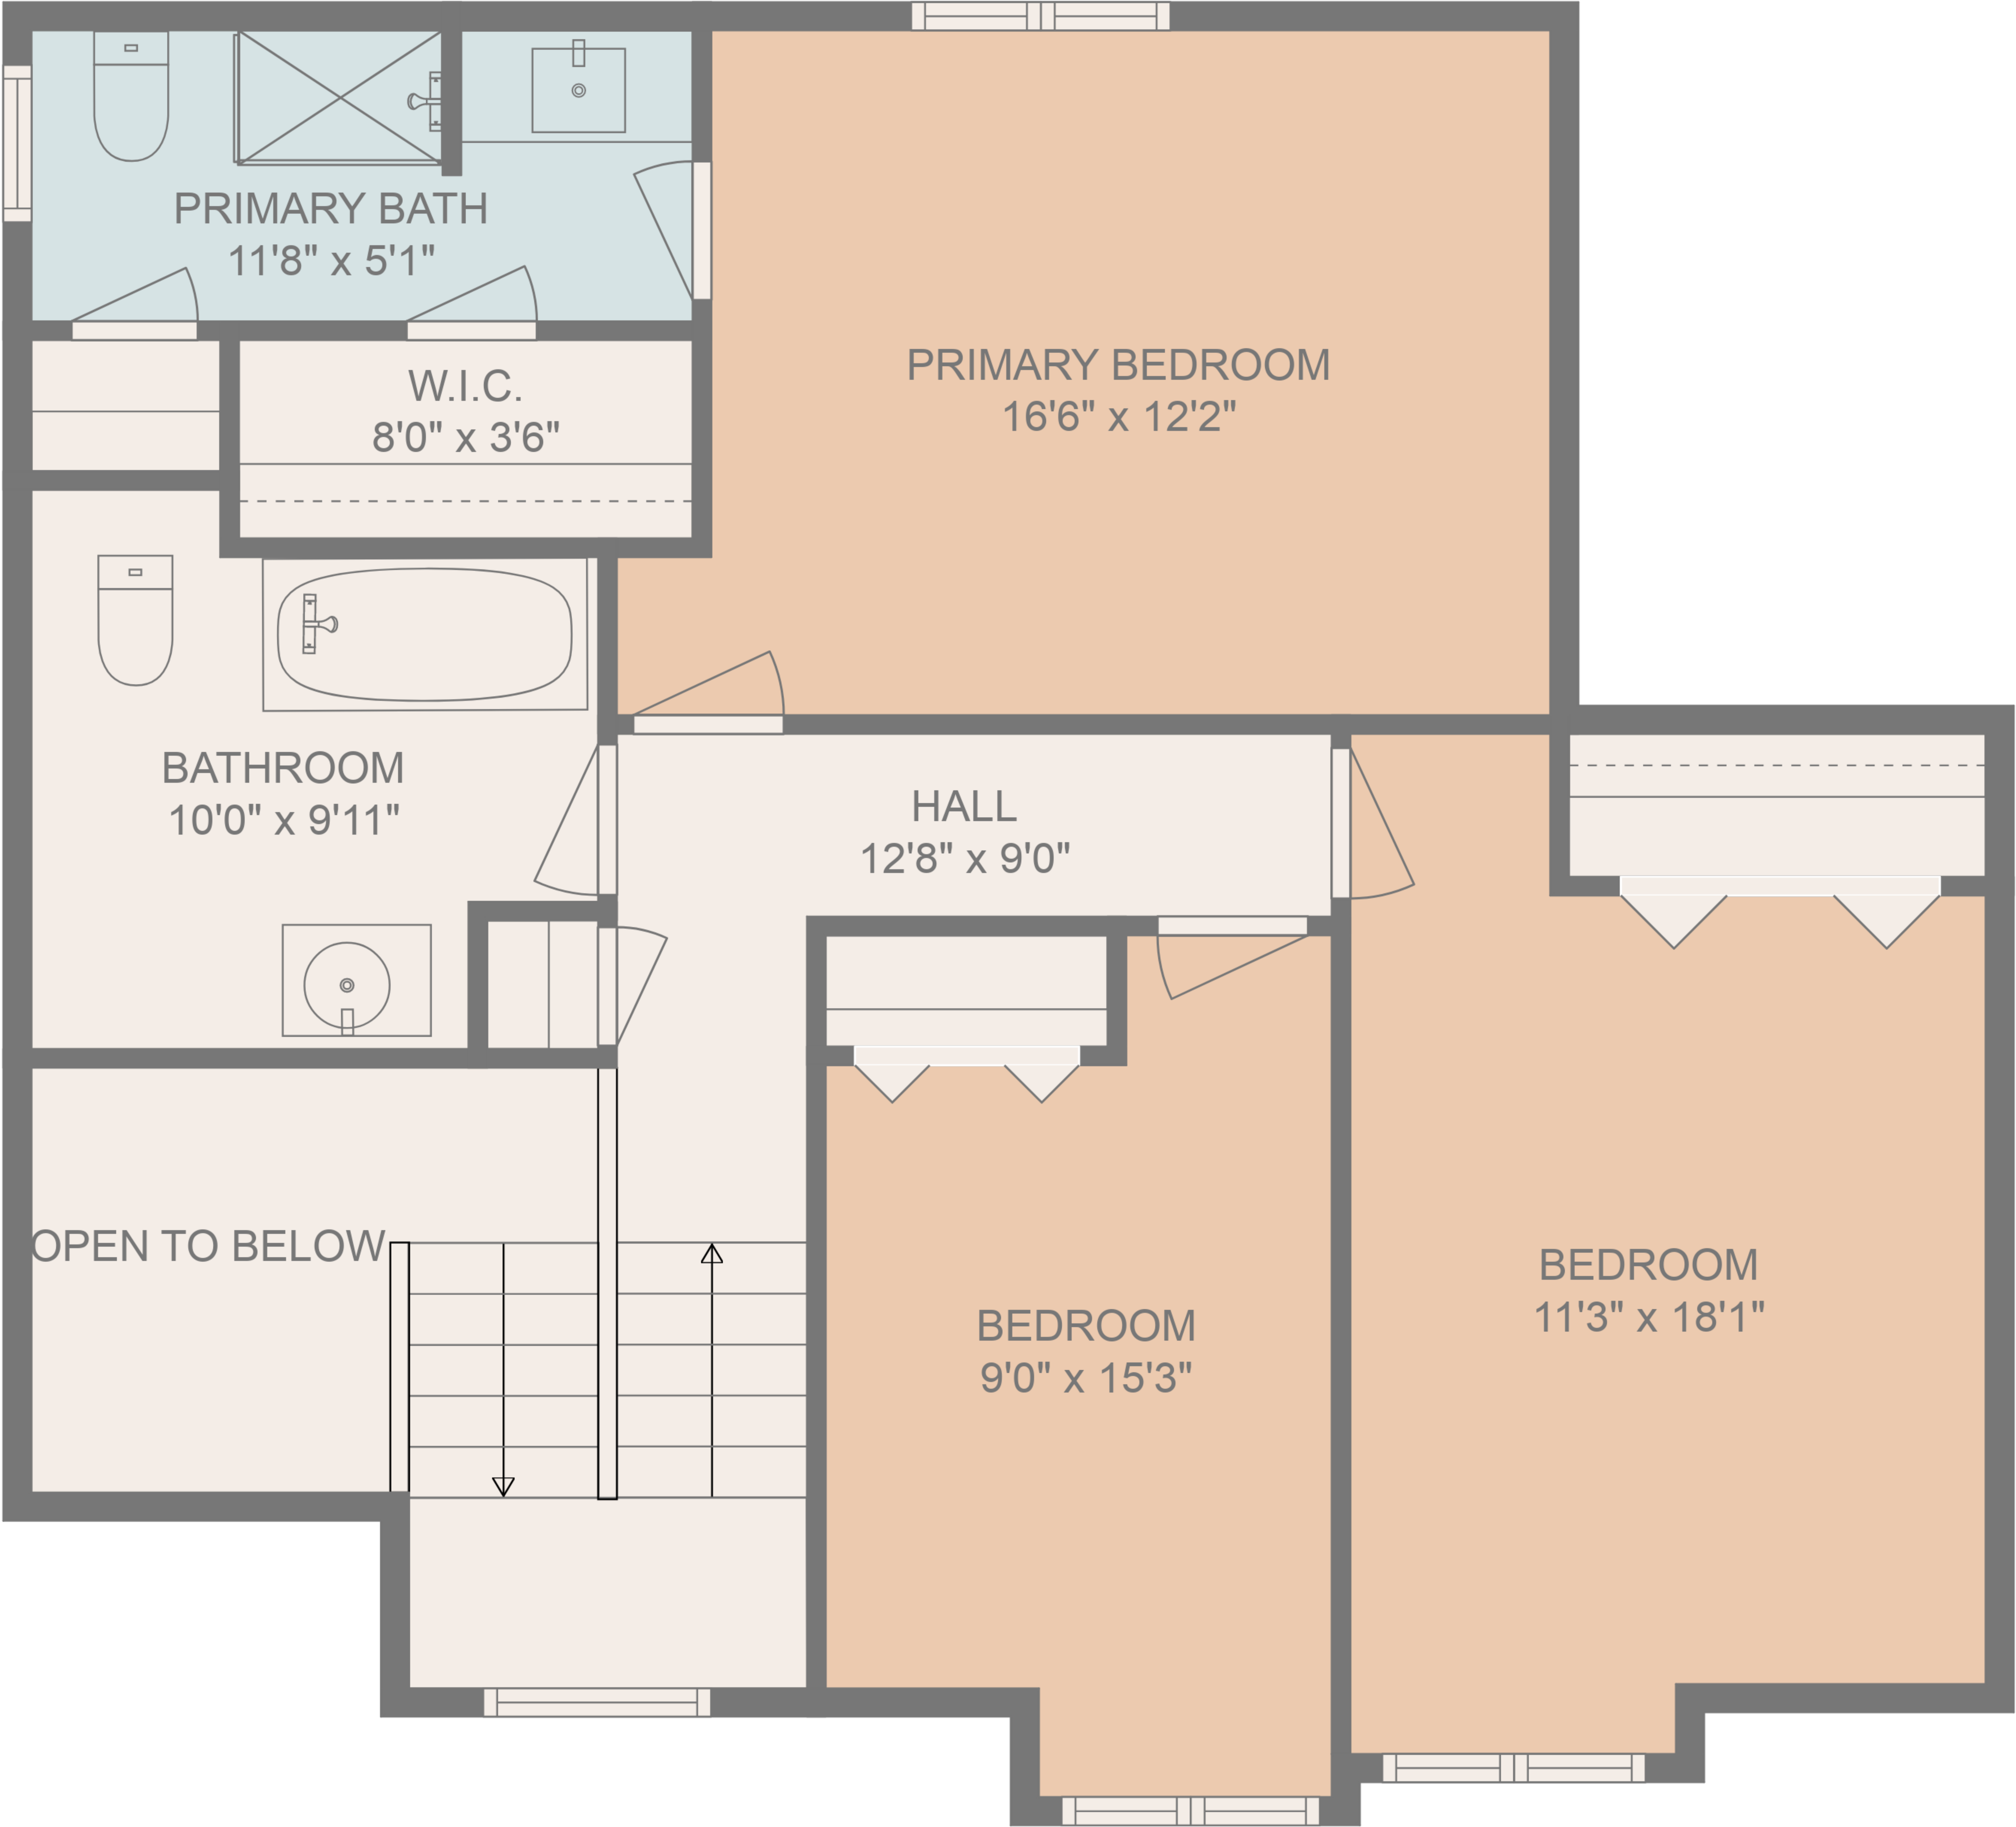 PRIMARY BATH
11'8" x 5'1"
PRIMARY BEDROOM
16'6" x 12'2"
W.I.C.
8'0" x 3'6"
BATHROOM
10'0" x 9'11"
HALL
12'8" x 9'0"
OPEN TO BELOW
BEDROOM
11'3" x 18'1"
BEDROOM
9'0" x 15'3"